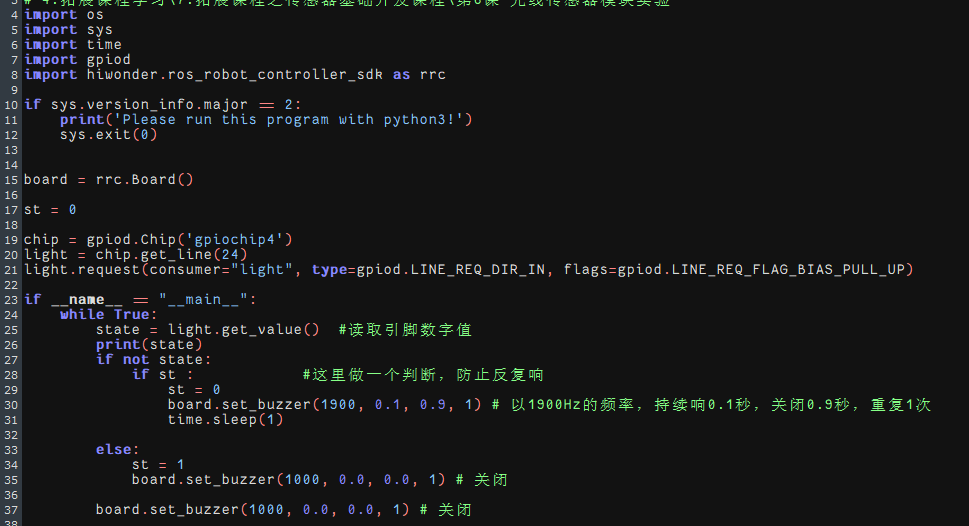 # 4.拓展课程学习\7.拓展课程之传感器基础开发课程\第6课 光线传感器模块实验
4 import os
5 import sys
6 import time
7 import gpiod
8 import hiwonder.ros_robot_controller_sdk as rrc
9
10 if sys.version_info.major == 2:
11     print('Please run this program with python3!')
12     sys.exit(0)
13
14
15 board = rrc.Board()
16
17 st = 0
18
19 chip = gpiod.Chip('gpiochip4')
20 light = chip.get_line(24)
21 light.request(consumer="light", type=gpiod.LINE_REQ_DIR_IN, flags=gpiod.LINE_REQ_FLAG_BIAS_PULL_UP)
22
23 if __name__ == "__main__":
24     while True:
25         state = light.get_value()  #读取引脚数字值
26         print(state)
27         if not state:
28             if st :            #这里做一个判断，防止反复响
29                 st = 0
30                 board.set_buzzer(1900, 0.1, 0.9, 1) # 以1900Hz的频率，持续响0.1秒，关闭0.9秒，重复1次
31                 time.sleep(1)
32
33         else:
34             st = 1
35             board.set_buzzer(1000, 0.0, 0.0, 1) # 关闭
36
37         board.set_buzzer(1000, 0.0, 0.0, 1) # 关闭
38